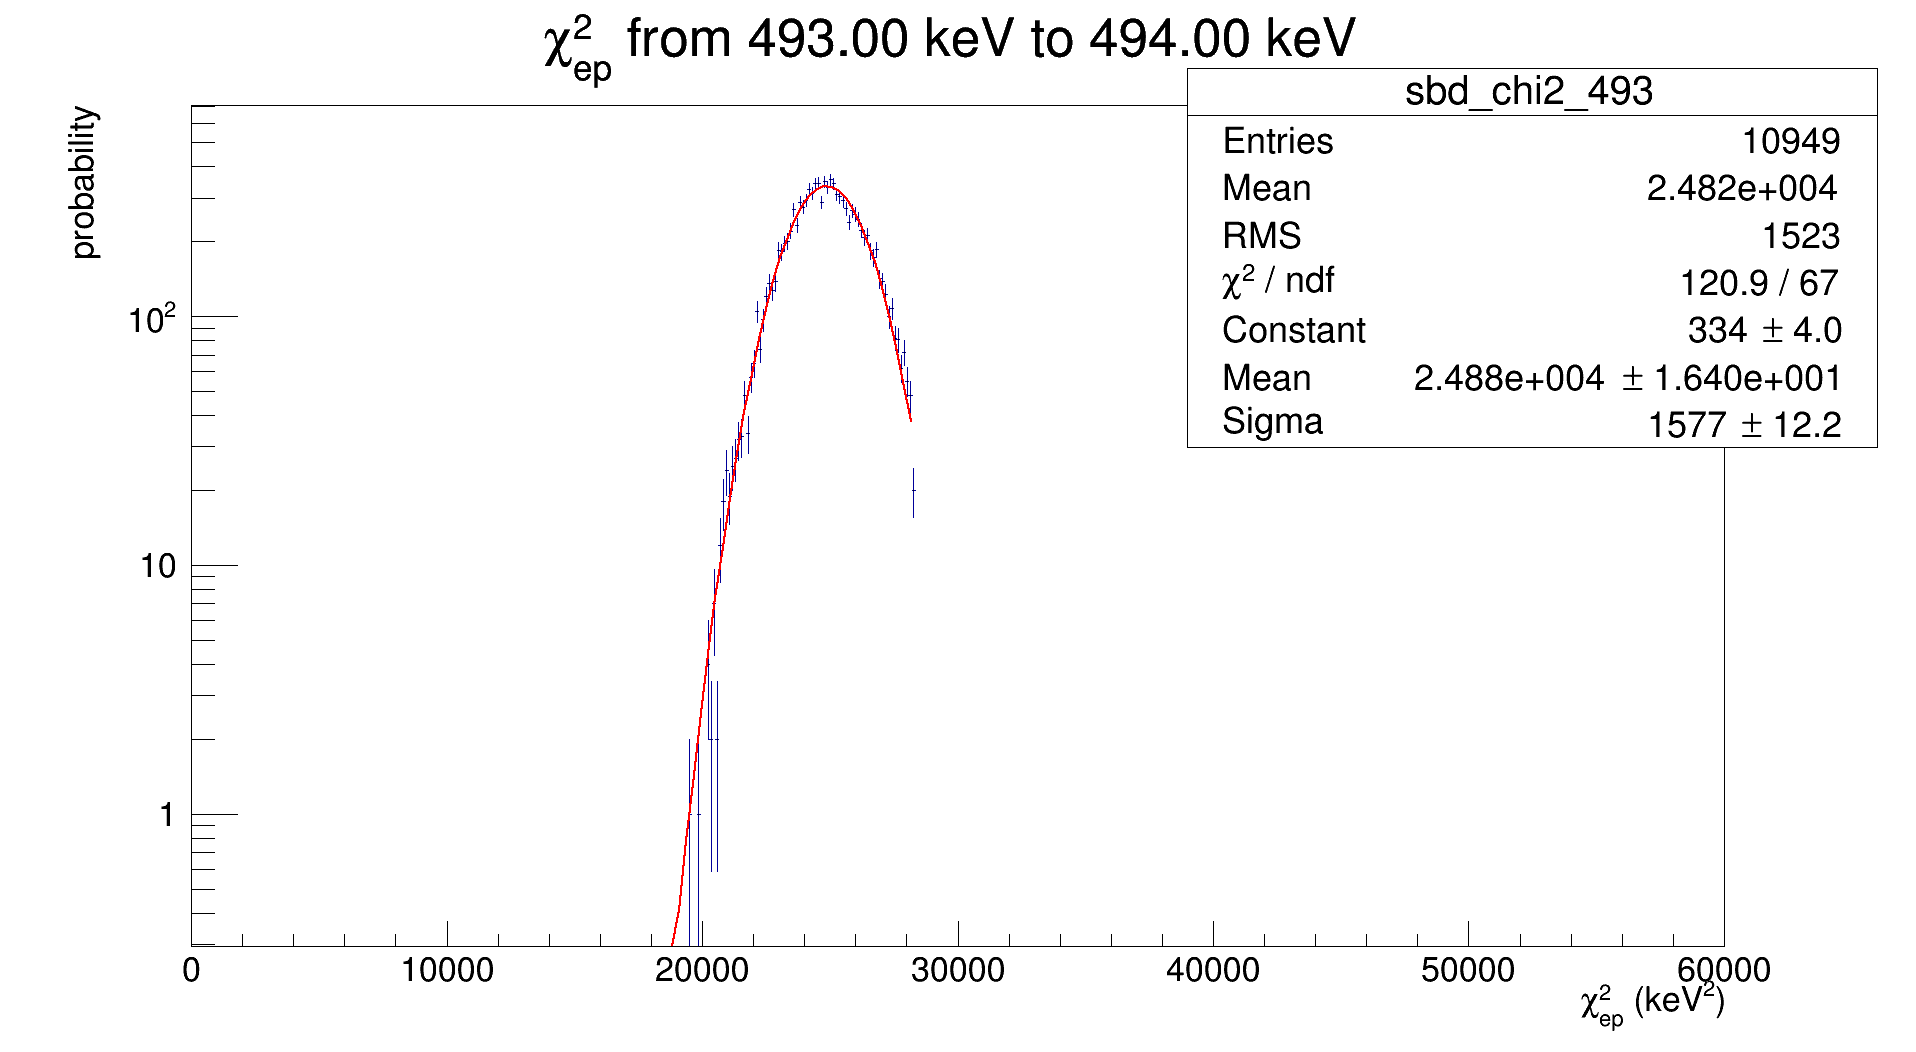 χ²ep from 493.00 keV to 494.00 keV
sbd_chi2_493
Entries 10949
Mean 2.482e+004
RMS 1523
χ² / ndf 120.9 / 67
Constant 334 ± 4.0
Mean 2.488e+004 ± 1.640e+001
Sigma 1577 ± 12.2
probability
10²
10
1
0 10000 20000 30000 40000 50000 60000
χ²ep (keV²)